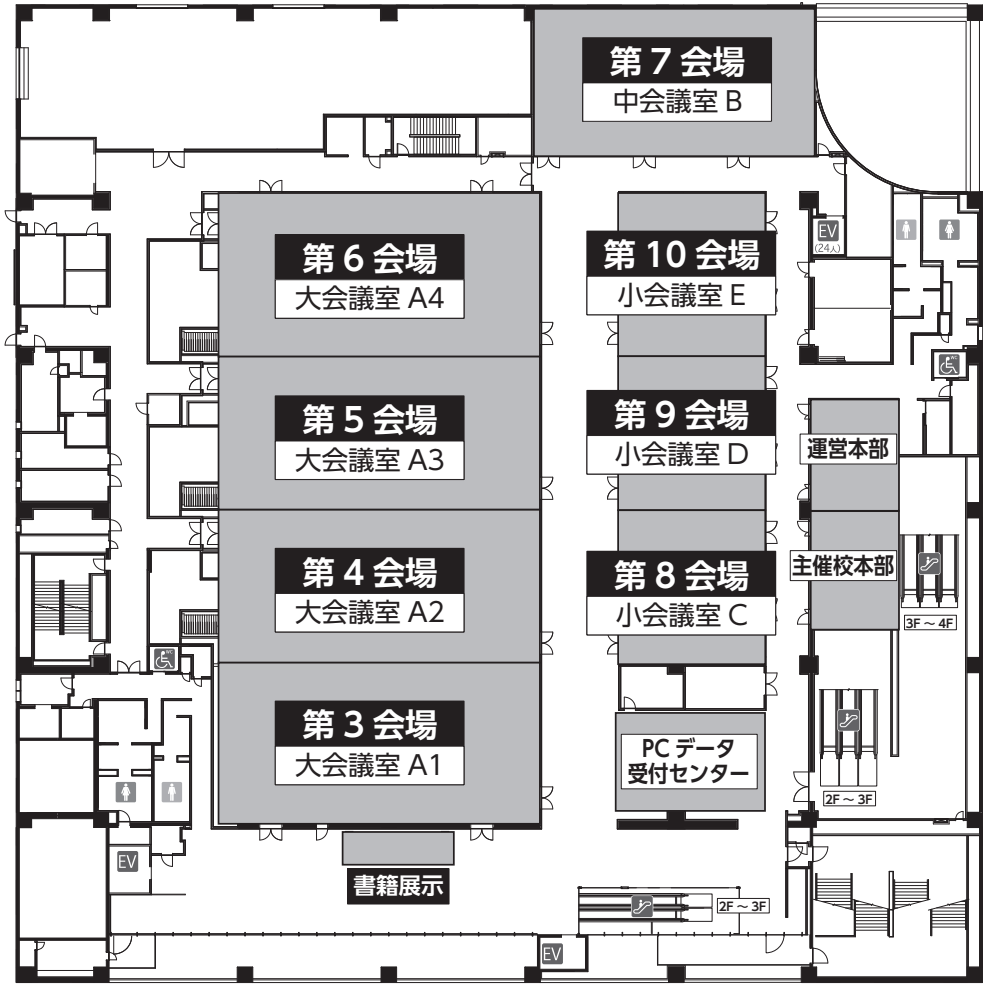 第 7 会場
中会議室 B
第 6 会場
大会議室 A4
第 10 会場
小会議室 E
EV
(24人)
WC
第 5 会場
大会議室 A3
第 9 会場
小会議室 D
運営本部
第 4 会場
大会議室 A2
第 8 会場
小会議室 C
主催校本部
3F ～ 4F
WC
第 3 会場
大会議室 A1
PC データ
受付センター
2F ～ 3F
EV
書籍展示
2F ～ 3F
EV